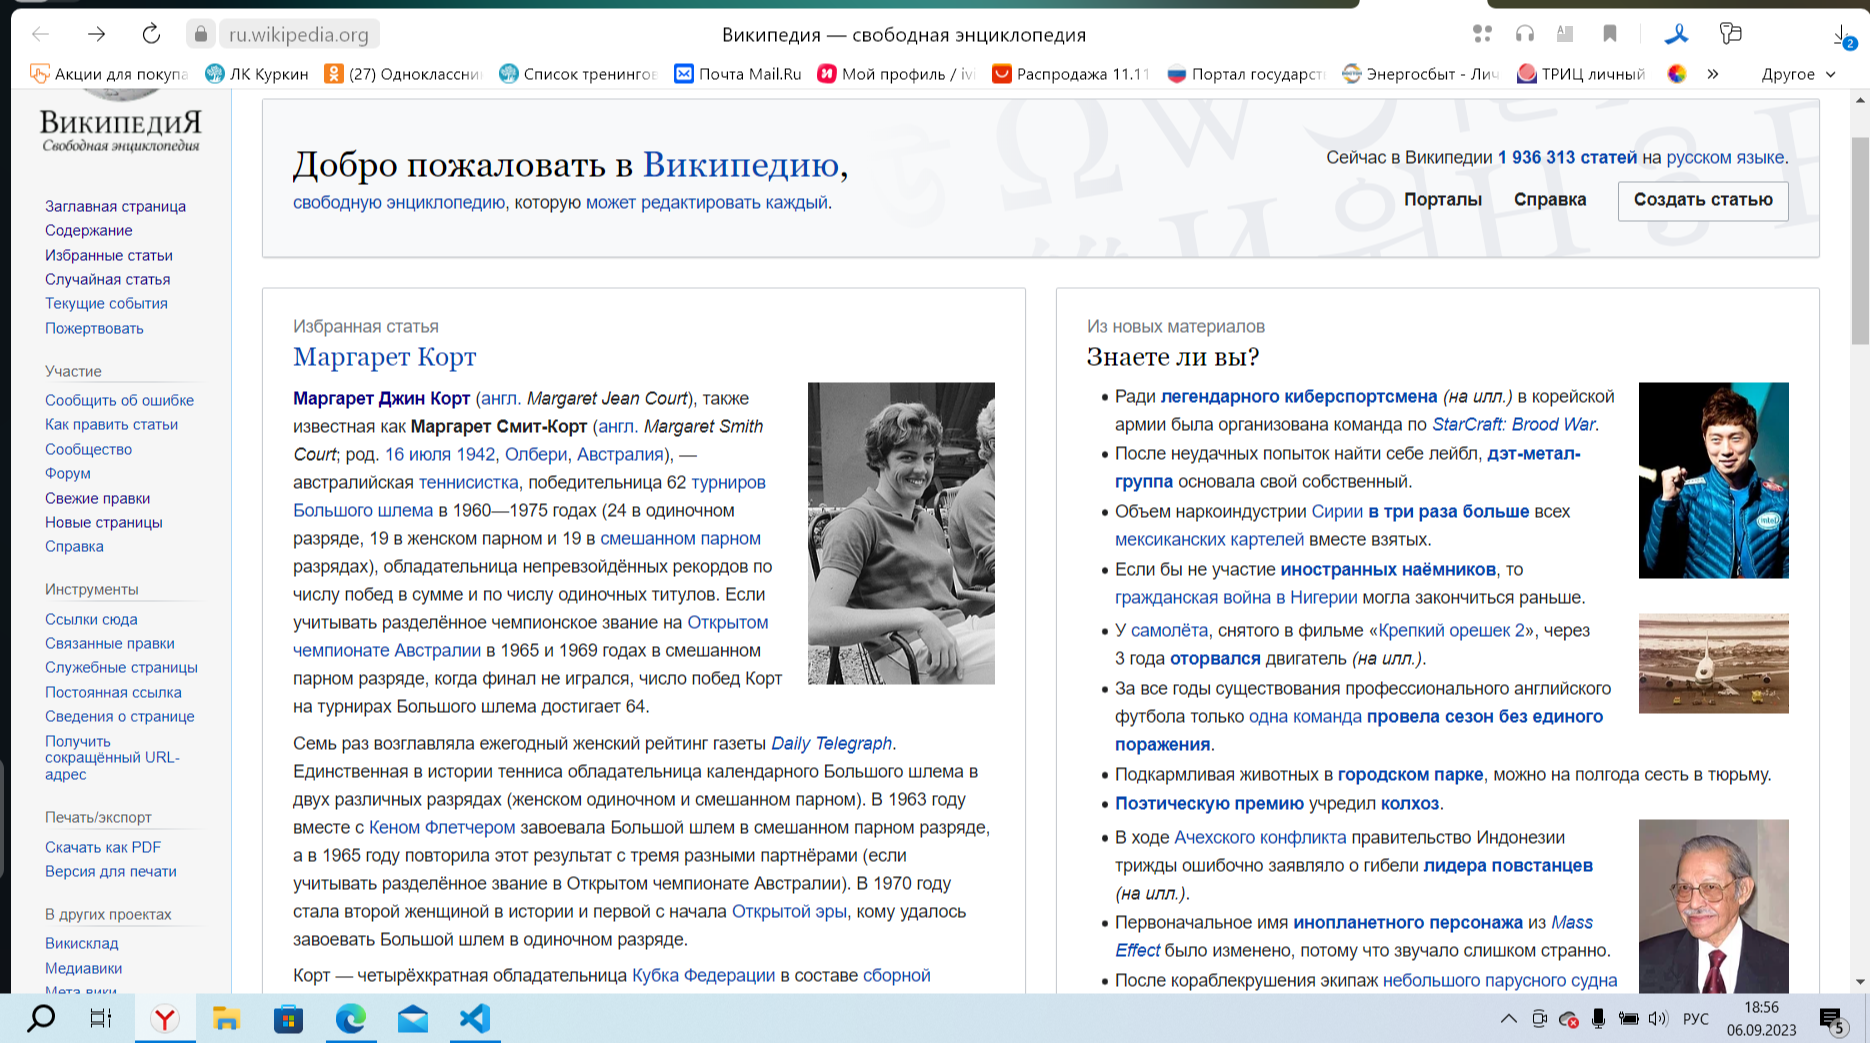 ru.wikipedia.org
Википедия — свободная энциклопедия
2
Акции для покупа
ЛК Куркин
(27) Одноклассни
Список тренингов
Почта Mail.Ru
Мой профиль / ivi
Распродажа 11.11
Портал государст
Энергосбыт - Лич
ТРИЦ личный
»
Другое
ВИКИПЕДИЯ
Свободная энциклопедия
Заглавная страница
Содержание
Избранные статьи
Случайная статья
Текущие события
Пожертвовать
Участие
Сообщить об ошибке
Как править статьи
Сообщество
Форум
Свежие правки
Новые страницы
Справка
Инструменты
Ссылки сюда
Связанные правки
Служебные страницы
Постоянная ссылка
Сведения о странице
Получить
сокращённый URL-
адрес
Печать/экспорт
Скачать как PDF
Версия для печати
В других проектах
Викисклад
Медиавики
Мета-вики
Добро пожаловать в Википедию,
свободную энциклопедию, которую может редактировать каждый.
Сейчас в Википедии 1 936 313 статей на русском языке.
Порталы
Справка
Создать статью
Избранная статья
Маргарет Корт
Маргарет Джин Корт (англ. Margaret Jean Court), также
известная как Маргарет Смит-Корт (англ. Margaret Smith
Court; род. 16 июля 1942, Олбери, Австралия), —
австралийская теннисистка, победительница 62 турниров
Большого шлема в 1960—1975 годах (24 в одиночном
разряде, 19 в женском парном и 19 в смешанном парном
разрядах), обладательница непревзойдённых рекордов по
числу побед в сумме и по числу одиночных титулов. Если
учитывать разделённое чемпионское звание на Открытом
чемпионате Австралии в 1965 и 1969 годах в смешанном
парном разряде, когда финал не игрался, число побед Корт
на турнирах Большого шлема достигает 64.
Семь раз возглавляла ежегодный женский рейтинг газеты Daily Telegraph.
Единственная в истории тенниса обладательница календарного Большого шлема в
двух различных разрядах (женском одиночном и смешанном парном). В 1963 году
вместе с Кеном Флетчером завоевала Большой шлем в смешанном парном разряде,
а в 1965 году повторила этот результат с тремя разными партнёрами (если
учитывать разделённое звание в Открытом чемпионате Австралии). В 1970 году
стала второй женщиной в истории и первой с начала Открытой эры, кому удалось
завоевать Большой шлем в одиночном разряде.
Корт — четырёхкратная обладательница Кубка Федерации в составе сборной
Из новых материалов
Знаете ли вы?
Ради легендарного киберспортсмена (на илл.) в корейской
армии была организована команда по StarCraft: Brood War.
После неудачных попыток найти себе лейбл, дэт-метал-
группа основала свой собственный.
Объем наркоиндустрии Сирии в три раза больше всех
мексиканских картелей вместе взятых.
Если бы не участие иностранных наёмников, то
гражданская война в Нигерии могла закончиться раньше.
У самолёта, снятого в фильме «Крепкий орешек 2», через
3 года оторвался двигатель (на илл.).
За все годы существования профессионального английского
футбола только одна команда провела сезон без единого
поражения.
Подкармливая животных в городском парке, можно на полгода сесть в тюрьму.
Поэтическую премию учредил колхоз.
В ходе Ачехского конфликта правительство Индонезии
трижды ошибочно заявляло о гибели лидера повстанцев
(на илл.).
Первоначальное имя инопланетного персонажа из Mass
Effect было изменено, потому что звучало слишком странно.
После кораблекрушения экипаж небольшого парусного судна
intel
РУС
18:56
06.09.2023
5